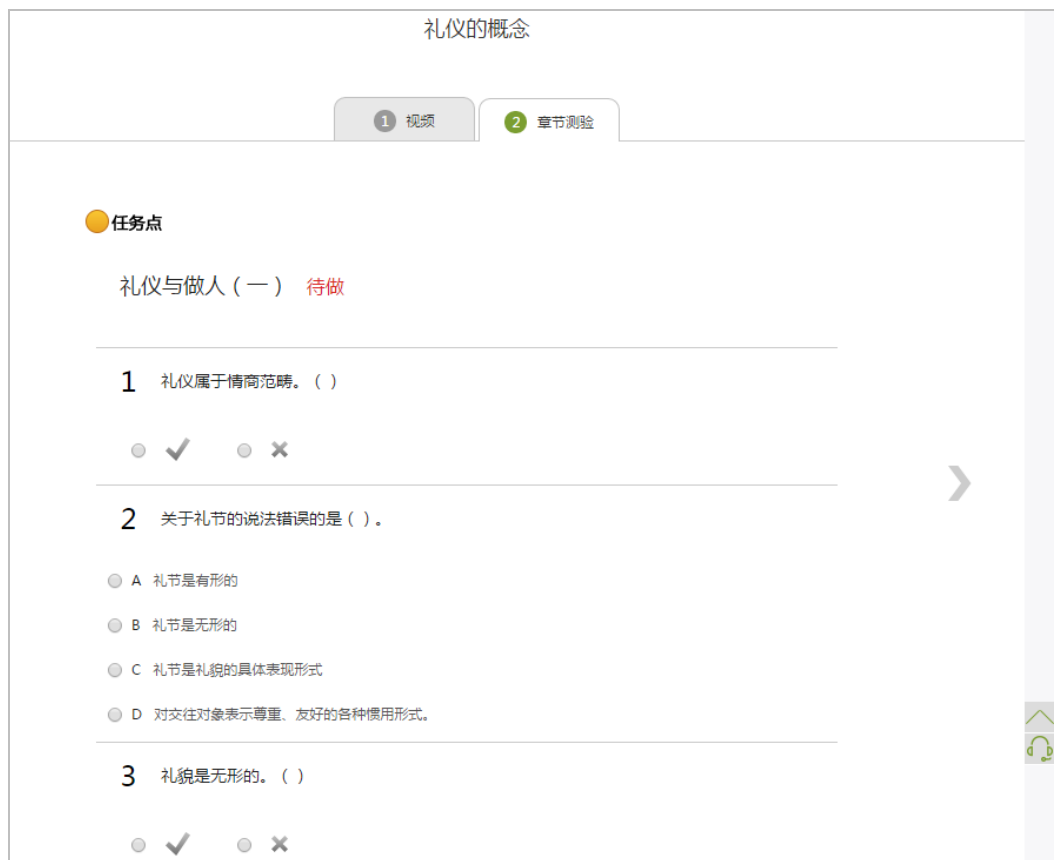 礼仪的概念
1 视频 2 章节测验
任务点
礼仪与做人（一） 待做
1 礼仪属于情商范畴。（ ）
2 关于礼节的说法错误的是（ ）。
A 礼节是有形的
B 礼节是无形的
C 礼节是礼貌的具体表现形式
D 对交往对象表示尊重、友好的各种惯用形式。
3 礼貌是无形的。（ ）